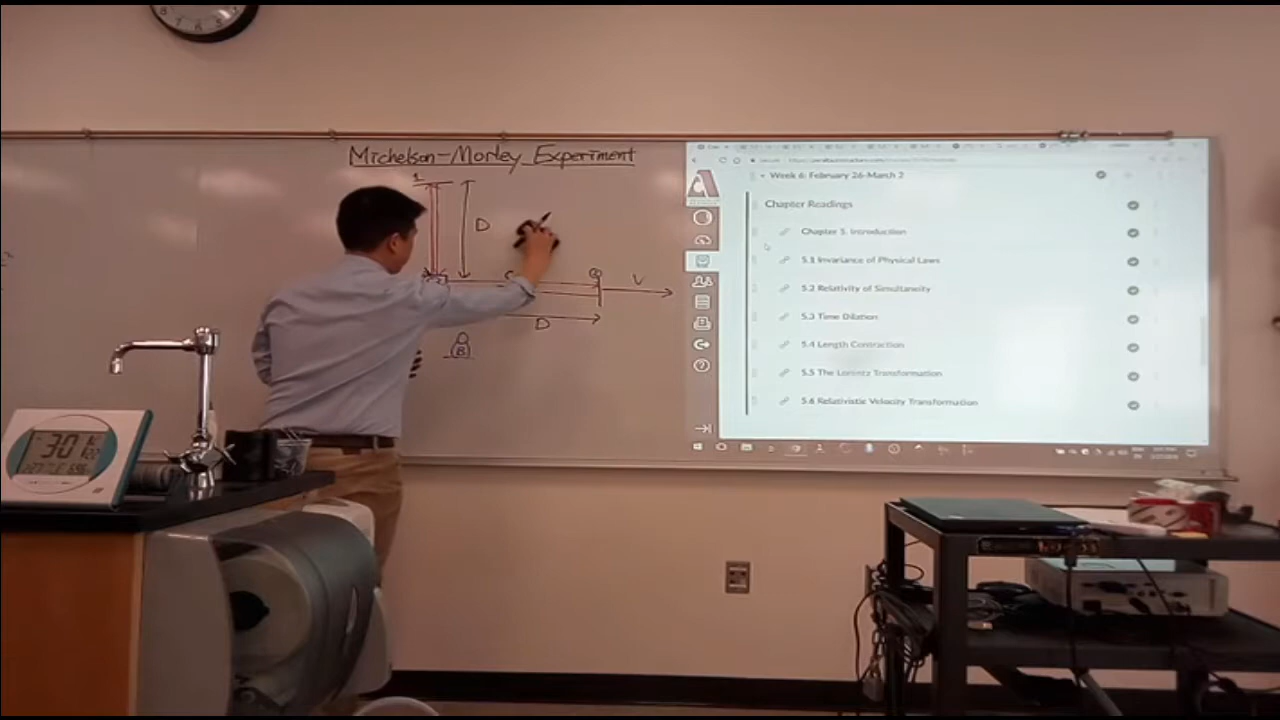 Michelson-Morley Experiment
1
D
V
D
B
Week 6: February 26-March 2
Chapter Readings
Chapter 5. Introduction
5.1 Invariance of Physical Laws
5.2 Relativity of Simultaneity
5.3 Time Dilation
5.4 Length Contraction
5.5 The Lorentz Transformation
5.6 Relativistic Velocity Transformation